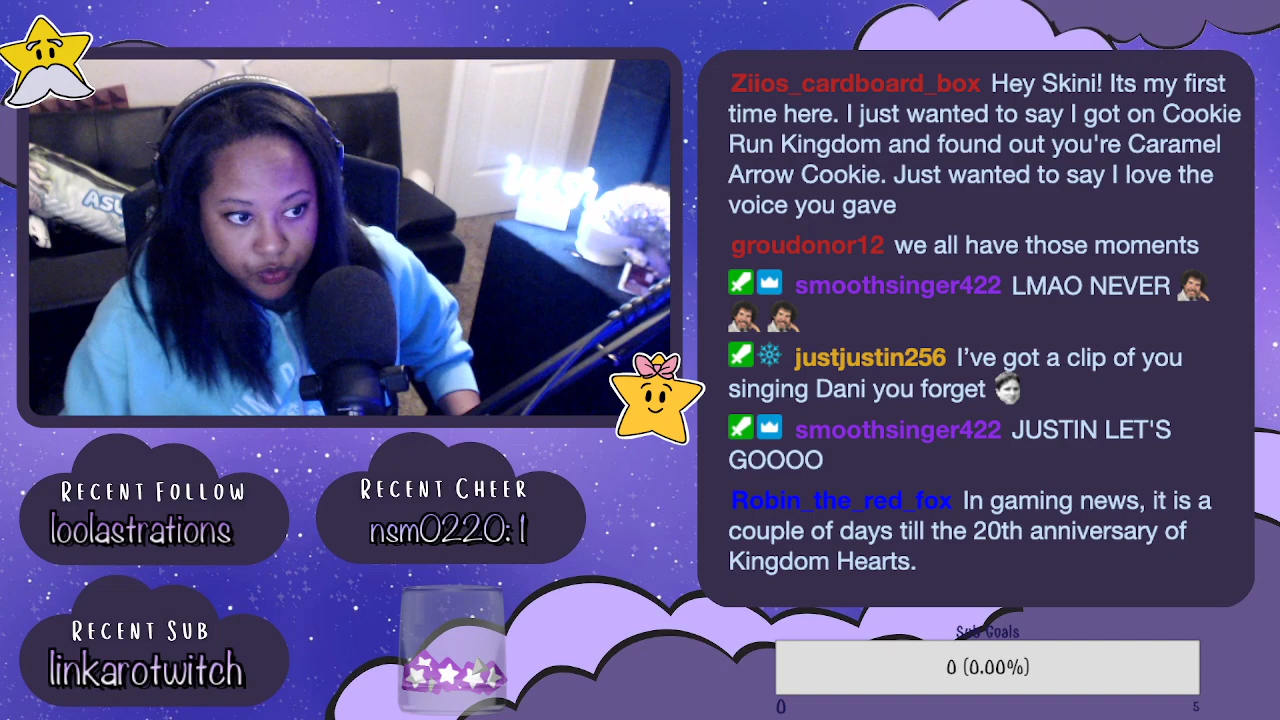 Ziios_cardboard_box Hey Skini! Its my first
time here. I just wanted to say I got on Cookie
Run Kingdom and found out you're Caramel
Arrow Cookie. Just wanted to say I love the
voice you gave
groudonor12 we all have those moments
smoothsinger422 LMAO NEVER
justjustin256 I’ve got a clip of you
singing Dani you forget
smoothsinger422 JUSTIN LET'S
GOOOO
Robin_the_red_fox In gaming news, it is a
couple of days till the 20th anniversary of
Kingdom Hearts.
RECENT FOLLOW
loolastrations
RECENT CHEER
nsm0220: 1
RECENT SUB
linkarotwitch
Sub Goals
0 (0.00%)
0
5